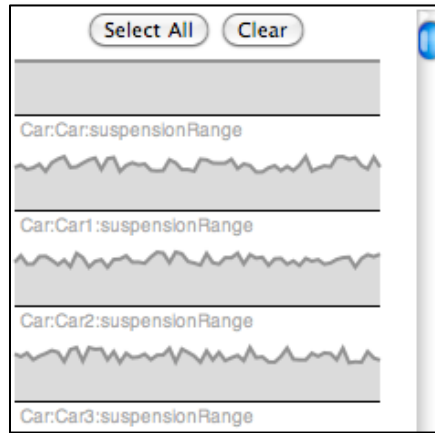 Select All Clear
Car:Car:suspensionRange
Car:Car1:suspensionRange
Car:Car2:suspensionRange
Car:Car3:suspensionRange